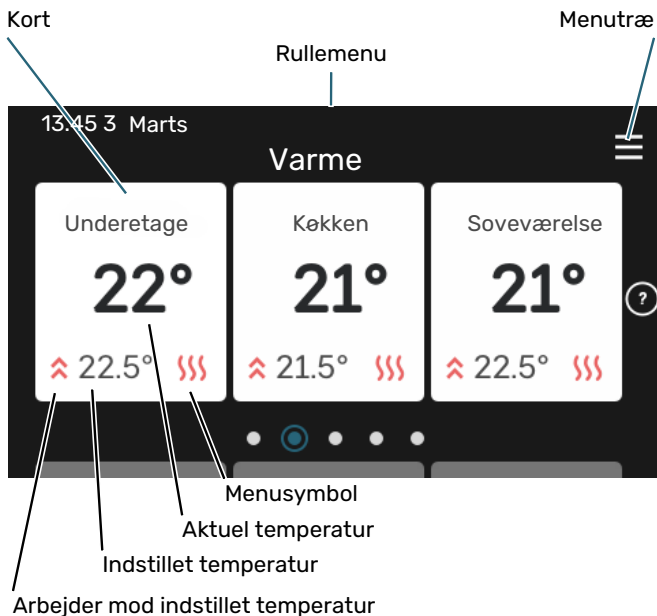 Kort
Menutræ
Rullemenu
13.45 3 Marts
Varme
Underetage
Køkken
Soveværelse
22°
21°
21°
?
22.5°
21.5°
22.5°
Menusymbol
Aktuel temperatur
Indstillet temperatur
Arbejder mod indstillet temperatur